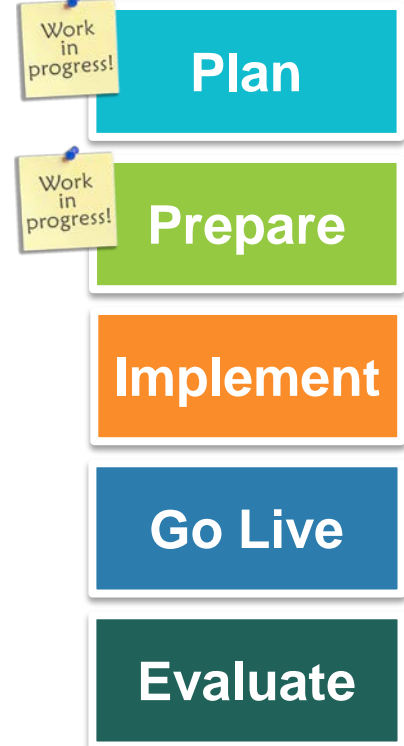 Work
in
progress!
Plan
Work
in
progress!
Prepare
Implement
Go Live
Evaluate